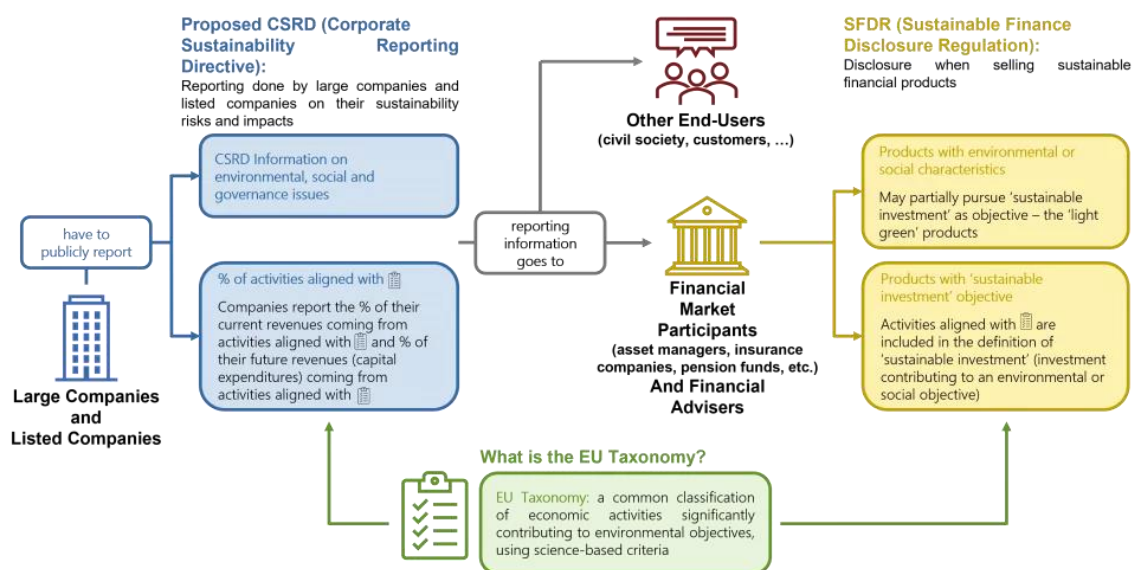 Proposed CSRD (Corporate
Sustainability Reporting
Directive):
Reporting done by large companies and
listed companies on their sustainability
risks and impacts
SFDR (Sustainable Finance
Disclosure Regulation):
Disclosure when selling sustainable
financial products
Other End-Users
(civil society, customers, ...)
CSRD Information on
environmental, social and
governance issues
have to
publicly report
Large Companies
and
Listed Companies
% of activities aligned with
Companies report the % of their
current revenues coming from
activities aligned with and % of
their future revenues (capital
expenditures) coming from
activities aligned with
reporting
information
goes to
Financial
Market
Participants
(asset managers, insurance
companies, pension funds, etc.)
And Financial
Advisers
Products with environmental or
social characteristics
May partially pursue ‘sustainable
investment’ as objective – the ‘light
green’ products
Products with ‘sustainable
investment’ objective
Activities aligned with are
included in the definition of
‘sustainable investment’ (investment
contributing to an environmental or
social objective)
What is the EU Taxonomy?
EU Taxonomy: a common classification
of economic activities significantly
contributing to environmental objectives,
using science-based criteria